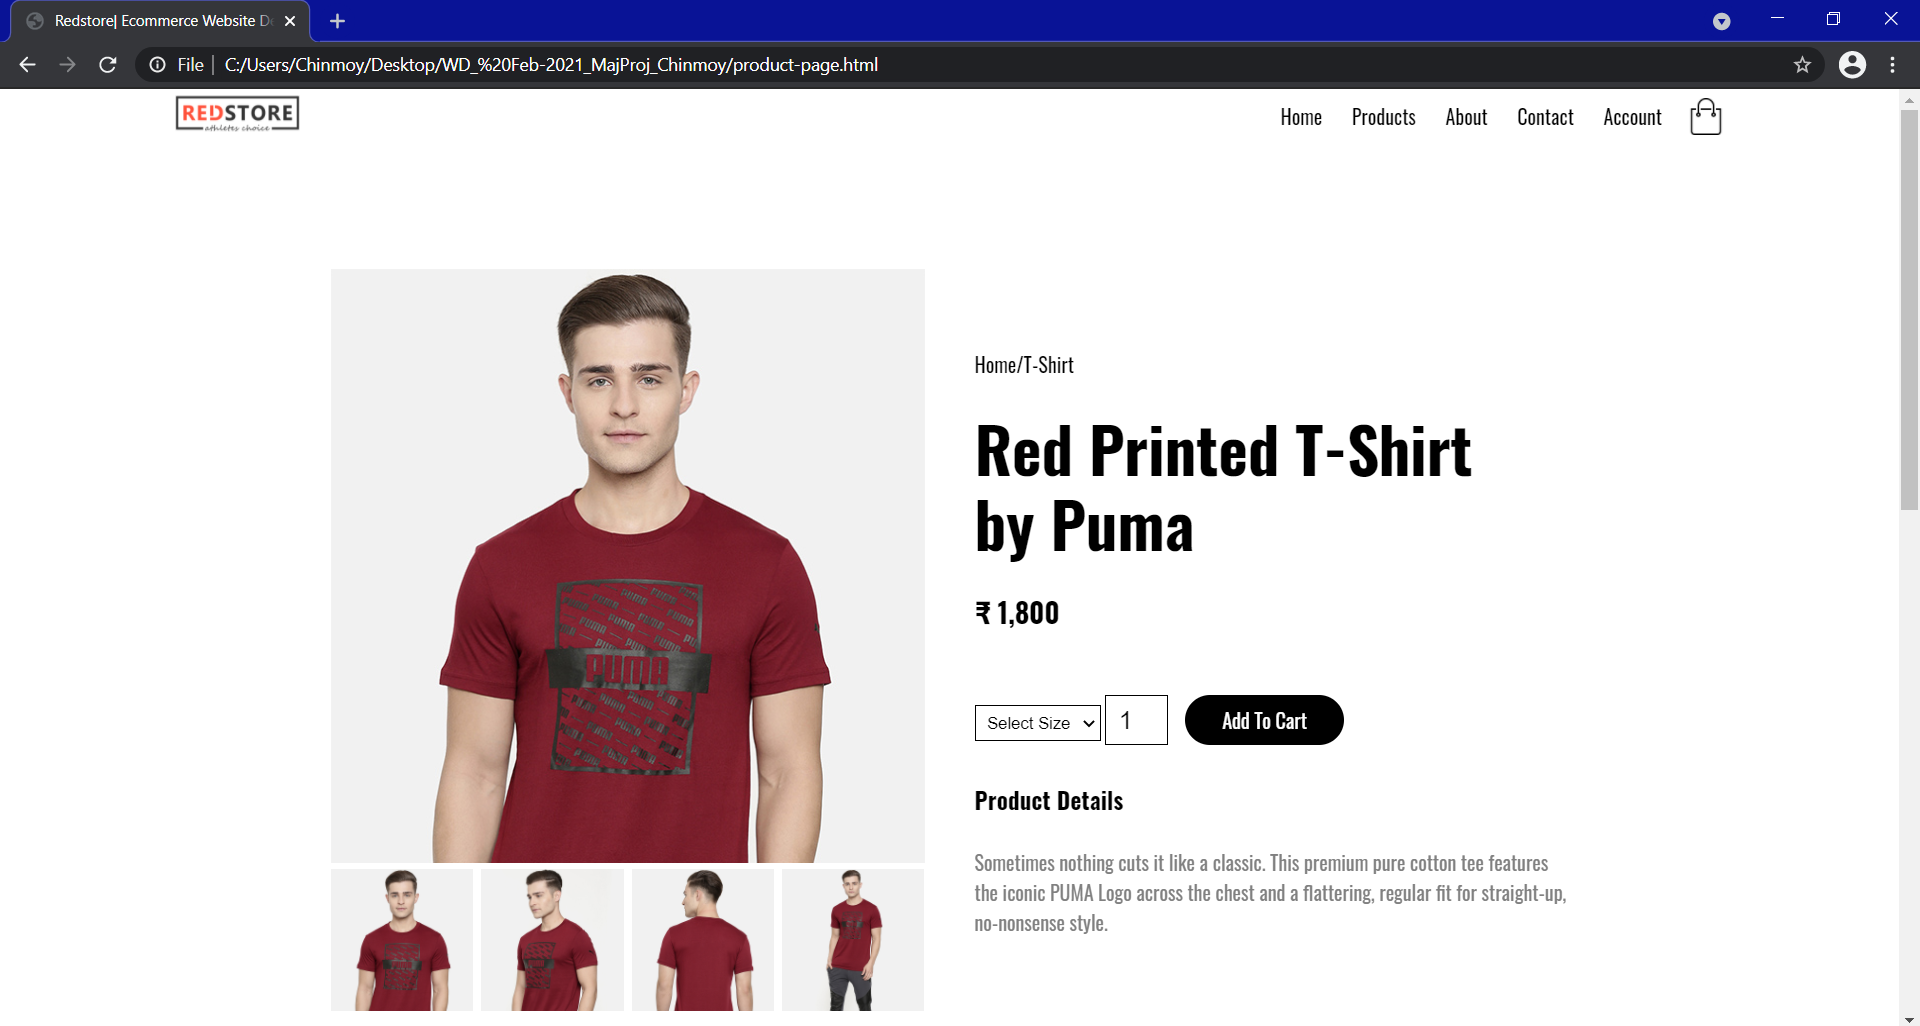 Redstore| Ecommerce Website De
File
C:/Users/Chinmoy/Desktop/WD_%20Feb-2021_MajProj_Chinmoy/product-page.html
REDSTORE
athletes choice
Home Products About Contact Account
Home/T-Shirt
Red Printed T-Shirt
by Puma
₹ 1,800
PUMA
Select Size 1 Add To Cart
Product Details
Sometimes nothing cuts it like a classic. This premium pure cotton tee features
the iconic PUMA Logo across the chest and a flattering, regular fit for straight-up,
no-nonsense style.